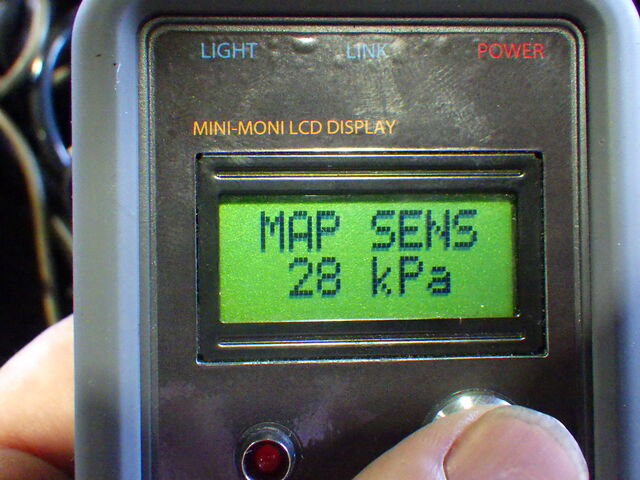 LIGHT LINK POWER
MINI-MONI LCD DISPLAY
MAP SENS
28 kPa